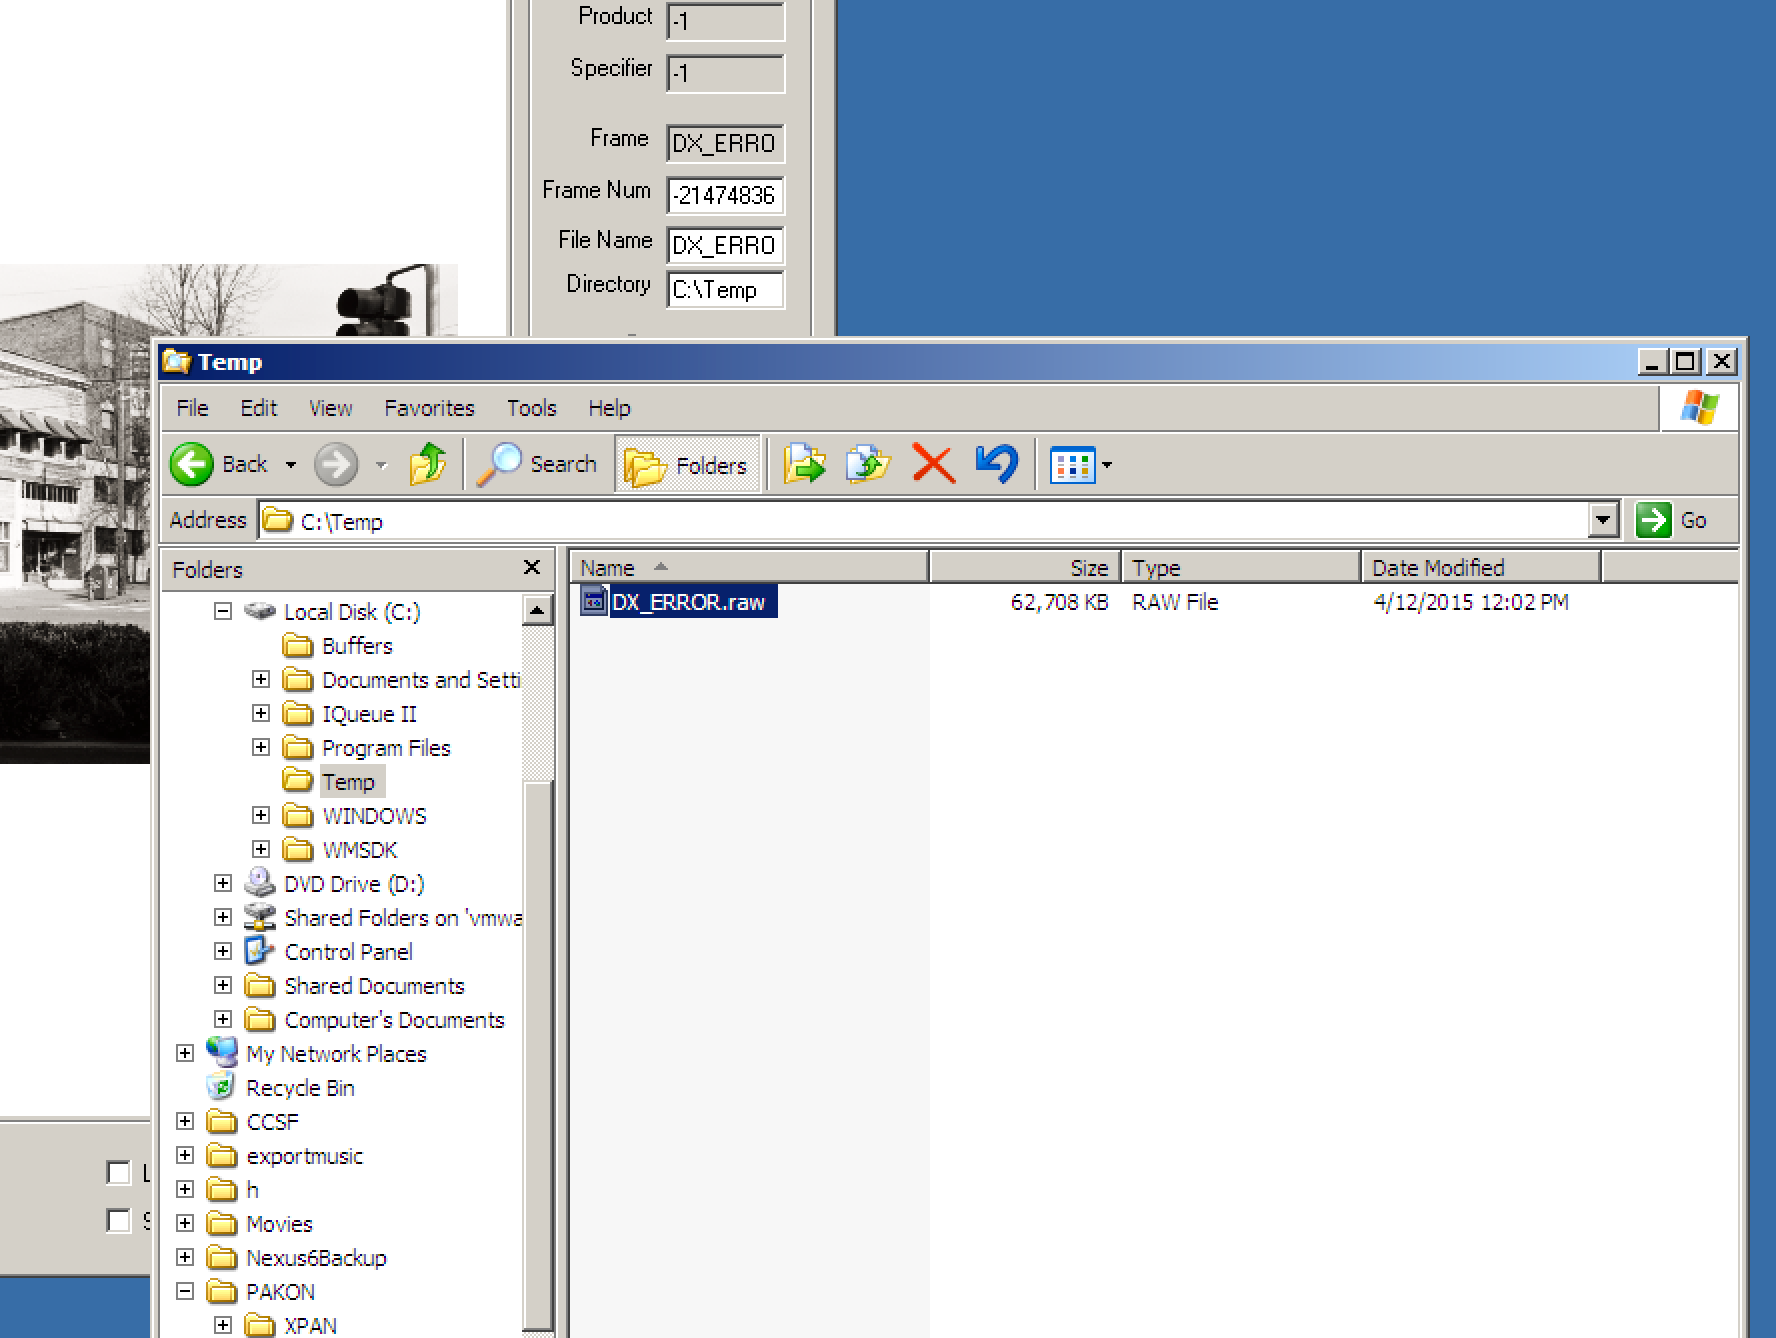 Product -1
Specifier -1
Frame DX_ERRO
Frame Num -21474836
File Name DX_ERRO
Directory C:\Temp
Temp
File Edit View Favorites Tools Help
Back Search Folders
Address C:\Temp Go
Folders
Name Size Type Date Modified
DX_ERROR.raw 62,708 KB RAW File 4/12/2015 12:02 PM
Local Disk (C:)
Buffers
Documents and Setti
IQueue II
Program Files
Temp
WINDOWS
WMSDK
DVD Drive (D:)
Shared Folders on 'vmwa
Control Panel
Shared Documents
Computer's Documents
My Network Places
Recycle Bin
CCSF
exportmusic
h
Movies
Nexus6Backup
PAKON
XPAN